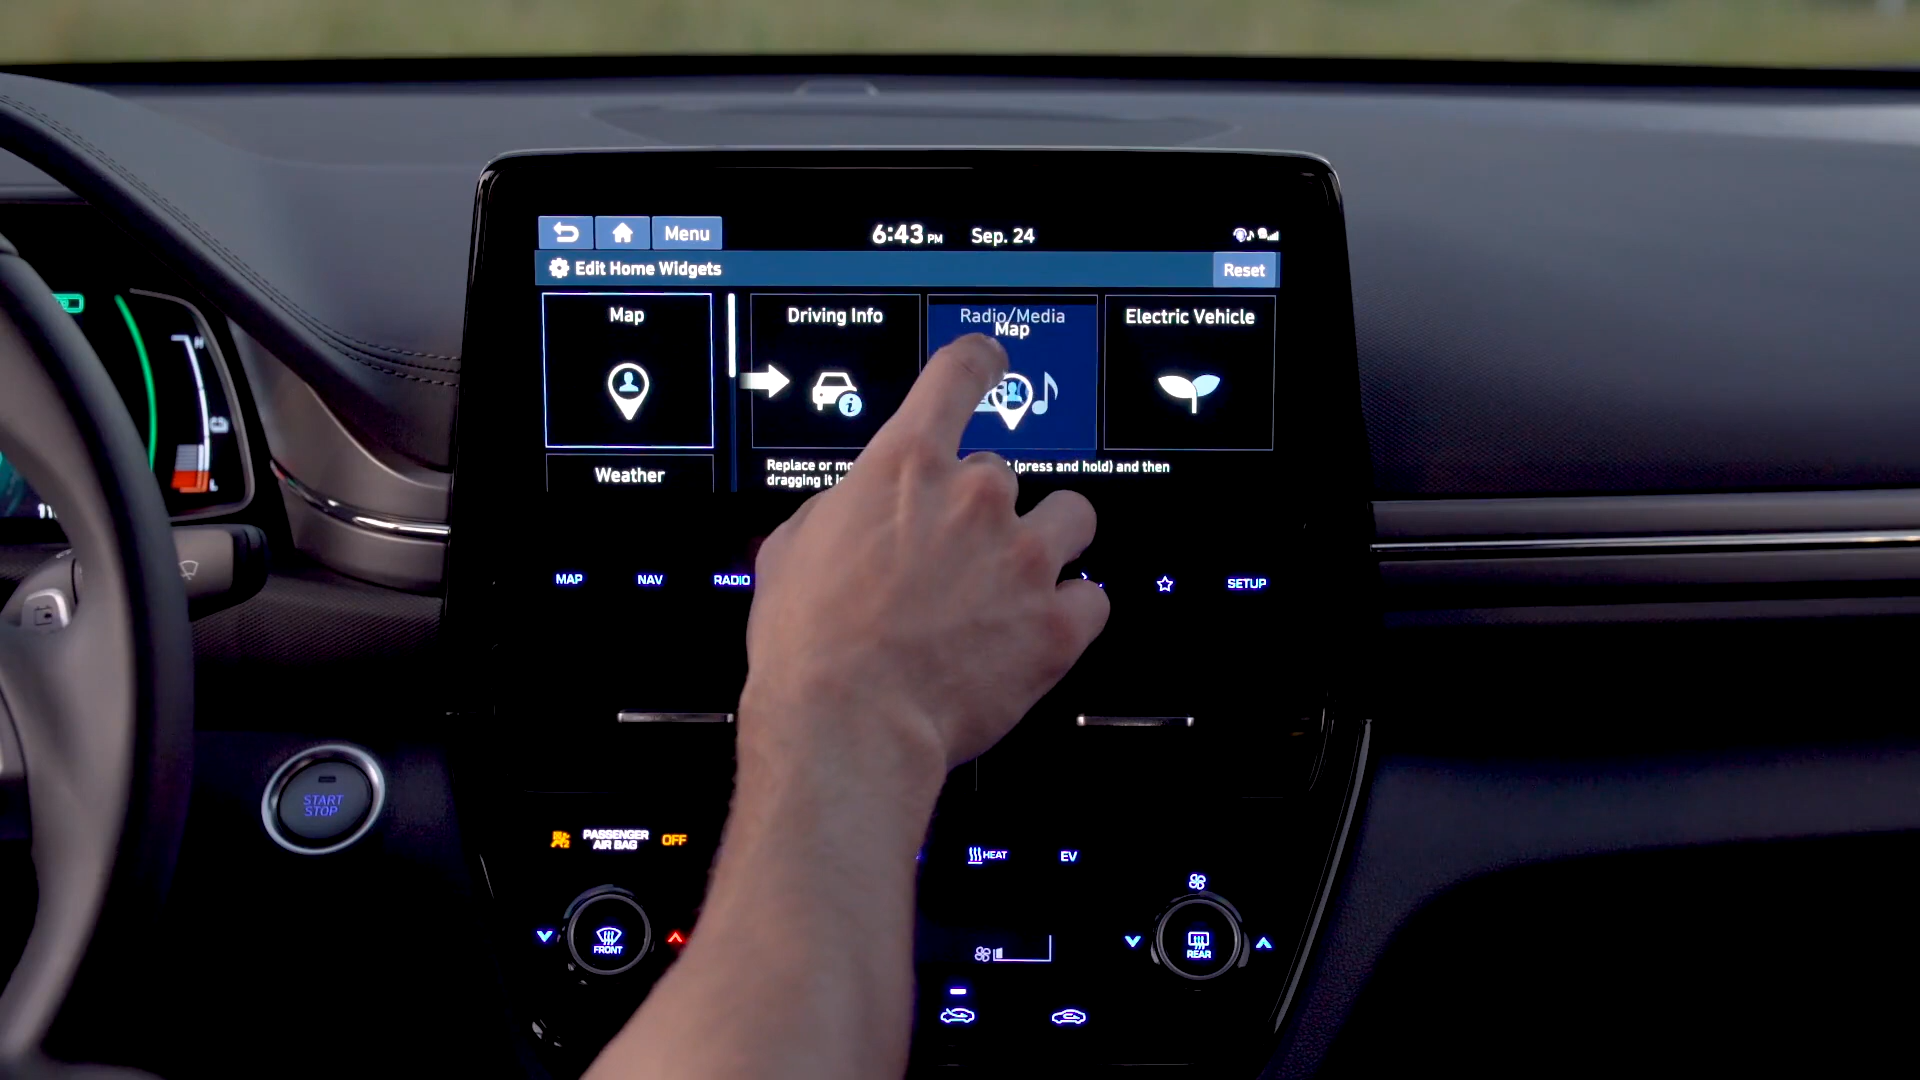 Menu
6:43 PM
Sep. 24
Edit Home Widgets
Reset
Map
Driving Info
Radio/Media
Map
Electric Vehicle
Weather
Replace or
(press and hold) and then
dragging it
MAP
NAV
RADIO
SETUP
START
STOP
PASSENGER
AIR BAG
OFF
HEAT
EV
FRONT
REAR